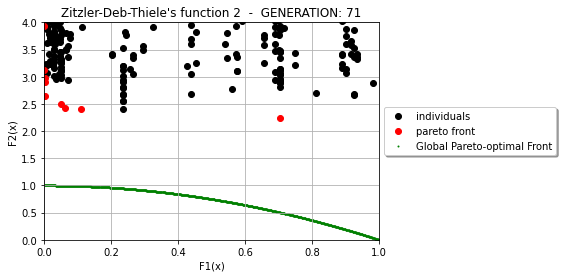 Zitzler-Deb-Thiele's function 2  -  GENERATION: 71
4.0
3.5
3.0
2.5
2.0
1.5
1.0
0.5
0.0
F2(x)
0.0 0.2 0.4 0.6 0.8 1.0
F1(x)
individuals
pareto front
Global Pareto-optimal Front